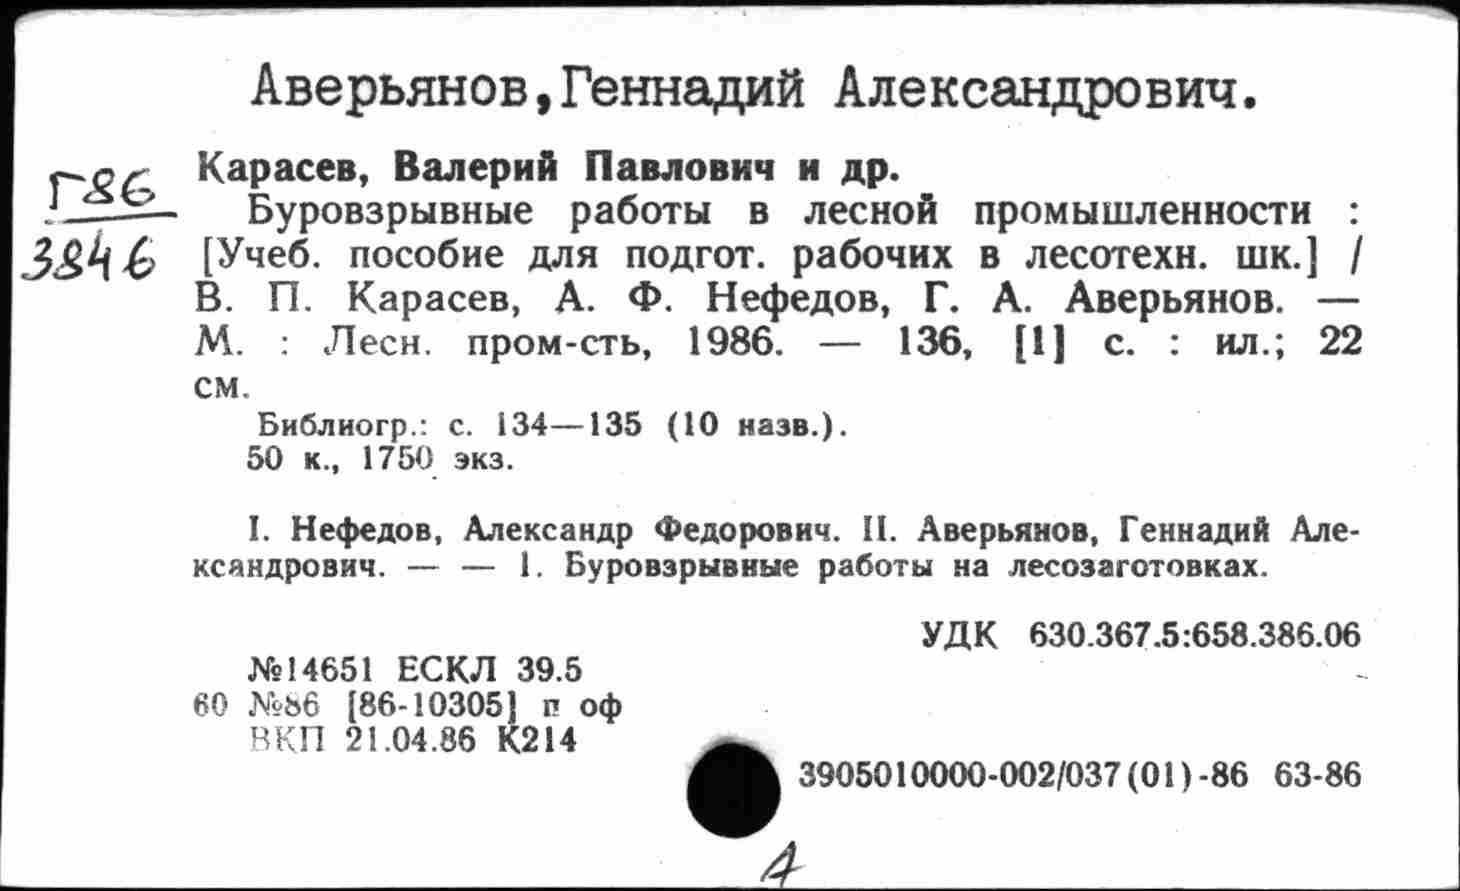 Аверьянов, Геннадий Александрович.
Г86
3846
Карасев, Валерий Павлович и др.
Буровзрывные работы в лесной промышленности :
[Учеб. пособие для подгот. рабочих в лесотехн. шк.] /
В. П. Карасев, А. Ф. Нефедов, Г. А. Аверьянов. —
М. : Лесн. пром-сть, 1986. — 136, [1] с. : ил.; 22
см.
Библиогр.: с. 134—135 (10 назв.).
50 к., 1750 экз.
I. Нефедов, Александр Федорович. II. Аверьянов, Геннадий Але-
ксандрович. — — 1. Буровзрывные работы на лесозаготовках.
УДК 630.367.5:658.386.06
№14651 ЕСКЛ 39.5
60 №86 [86-10305] п оф
ВКП 21.04.86 К214
3905010000-002/037(01)-86 63-86
А